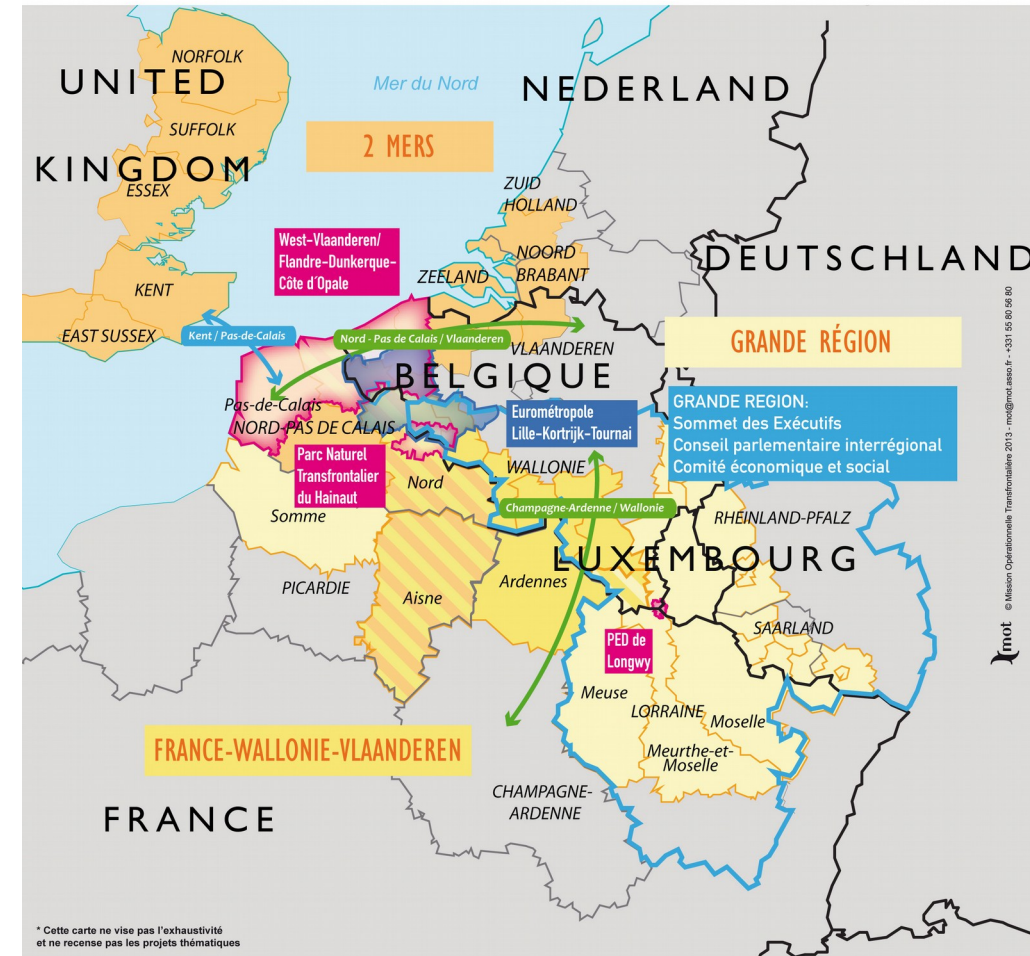 NORFOLK
UNITED
Mer du Nord
NEDERLAND
SUFFOLK
2 MERS
KINGDOM
ESSEX
ZUID
HOLLAND
West-Vlaanderen/
Flandre-Dunkerque-
Côte d'Opale
NOORD
BRABANT
DEUTSCHLAND
ZEELAND
KENT
EAST SUSSEX
Kent / Pas-de-Calais
Nord - Pas de Calais / Vlaanderen
VLAANDEREN
GRANDE RÉGION
BELGIQUE
Pas-de-Calais
NORD-PAS DE CALAIS
Eurométropole
Lille-Kortrijk-Tournai
GRANDE REGION:
Sommet des Exécutifs
Conseil parlementaire interrégional
Comité économique et social
Parc Naturel
Transfrontalier
du Hainaut
WALLONIE
Nord
Somme
Champagne-Ardenne / Wallonie
RHEINLAND-PFALZ
LUXEMBOURG
PICARDIE
Aisne
Ardennes
SAARLAND
PED de
Longwy
Meuse
LORRAINE
Moselle
Meurthe-et-
Moselle
FRANCE-WALLONIE-VLAANDEREN
CHAMPAGNE-
ARDENNE
FRANCE
* Cette carte ne vise pas l'exhaustivité
et ne recense pas les projets thématiques
mot
© Mission Opérationnelle Transfrontalière 2013 - mot@mot.asso.fr - +331 55 80 56 80